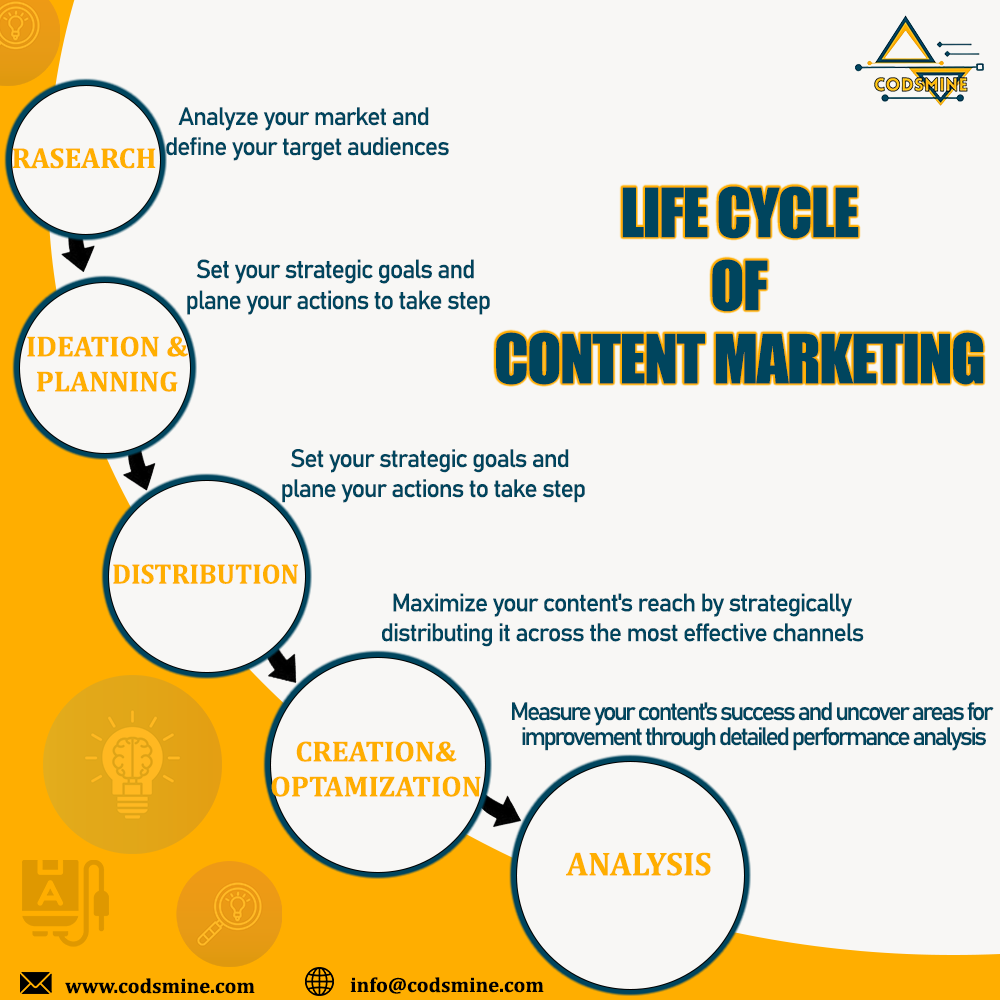 CODSMINE
RASEARCH
Analyze your market and
define your target audiences
LIFE CYCLE
OF
CONTENT MARKETING
Set your strategic goals and
plane your actions to take step
IDEATION &
PLANNING
Set your strategic goals and
plane your actions to take step
DISTRIBUTION
Maximize your content's reach by strategically
distributing it across the most effective channels
CREATION&
OPTAMIZATION
Measure your content's success and uncover areas for
improvement through detailed performance analysis
ANALYSIS
A
www.codsmine.com
info@codsmine.com